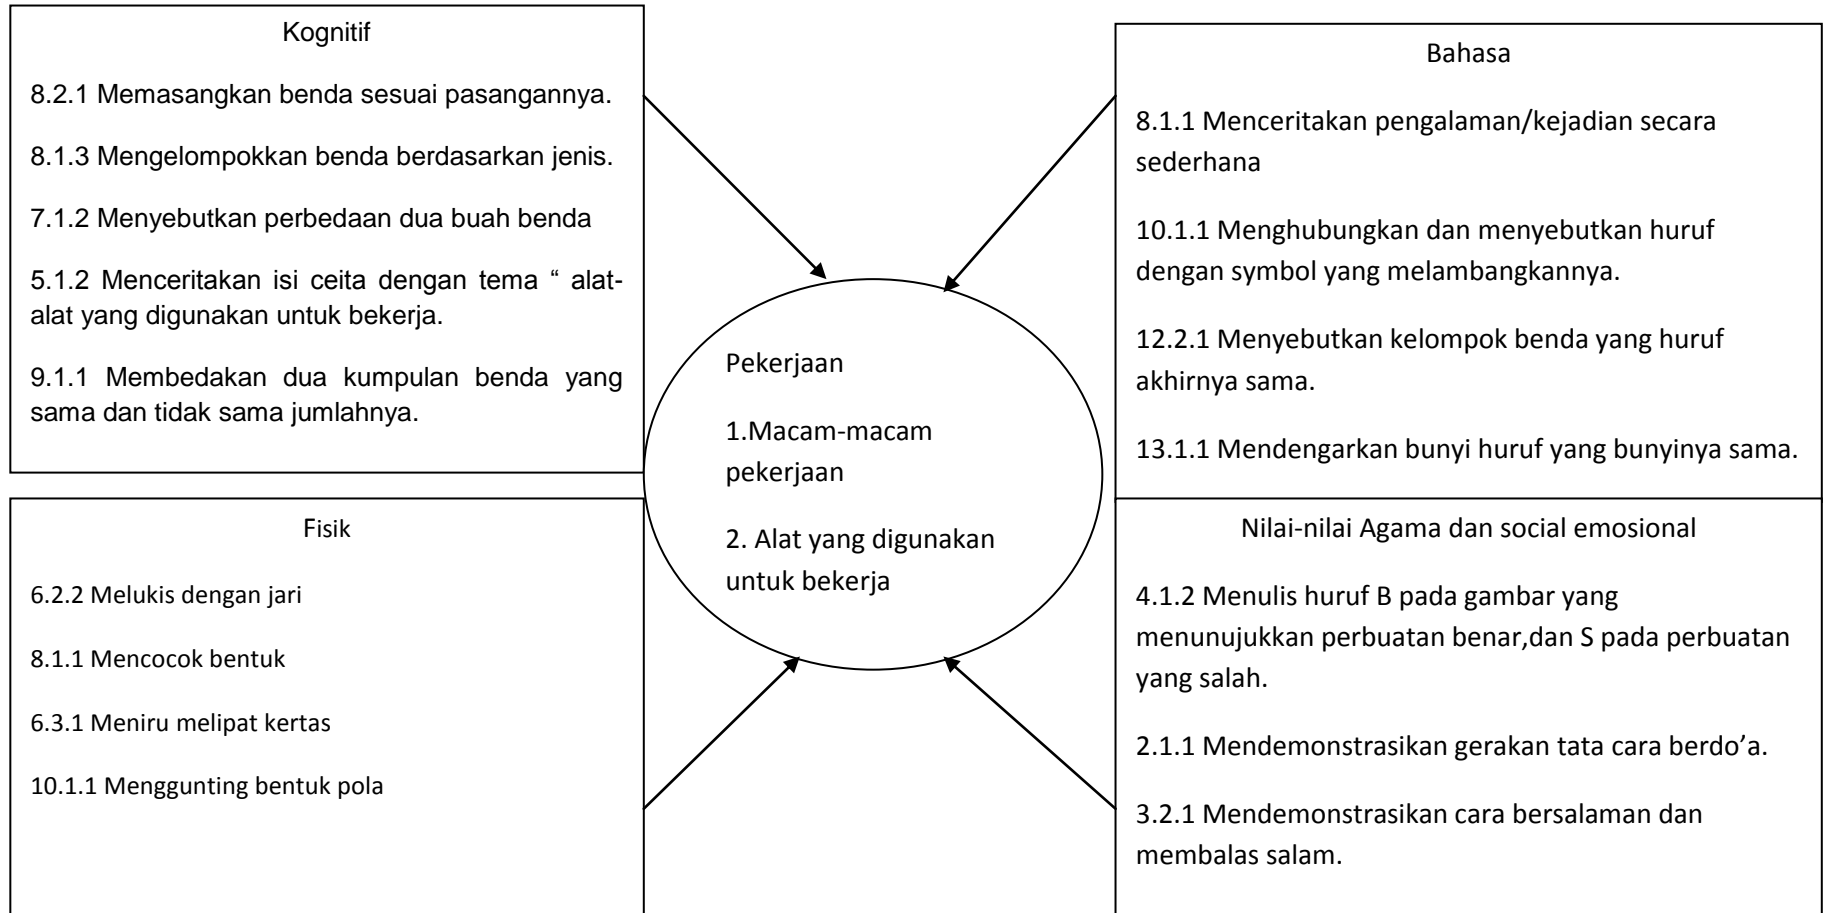 Kognitif
8.2.1 Memasangkan benda sesuai pasangannya.
8.1.3 Mengelompokkan benda berdasarkan jenis.
7.1.2 Menyebutkan perbedaan dua buah benda
5.1.2 Menceritakan isi ceita dengan tema “ alat-
alat yang digunakan untuk bekerja.
9.1.1 Membedakan dua kumpulan benda yang
sama dan tidak sama jumlahnya.
Bahasa
8.1.1 Menceritakan pengalaman/kejadian secara
sederhana
10.1.1 Menghubungkan dan menyebutkan huruf
dengan symbol yang melambangkannya.
12.2.1 Menyebutkan kelompok benda yang huruf
akhirnya sama.
13.1.1 Mendengarkan bunyi huruf yang bunyinya sama.
Pekerjaan
1.Macam-macam
pekerjaan
2. Alat yang digunakan
untuk bekerja
Fisik
6.2.2 Melukis dengan jari
8.1.1 Mencocok bentuk
6.3.1 Meniru melipat kertas
10.1.1 Menggunting bentuk pola
Nilai-nilai Agama dan social emosional
4.1.2 Menulis huruf B pada gambar yang
menunujukkan perbuatan benar,dan S pada perbuatan
yang salah.
2.1.1 Mendemonstrasikan gerakan tata cara berdo’a.
3.2.1 Mendemonstrasikan cara bersalaman dan
membalas salam.